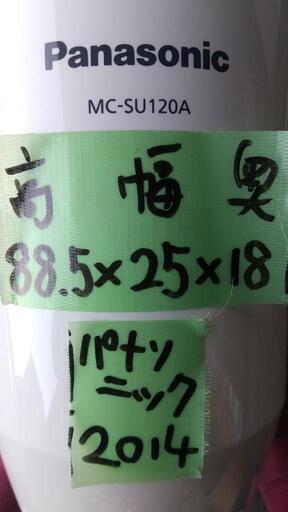 Panasonic
MC-SU120A
高 幅 奥
88.5×25×18
パナソ
ニック
2014